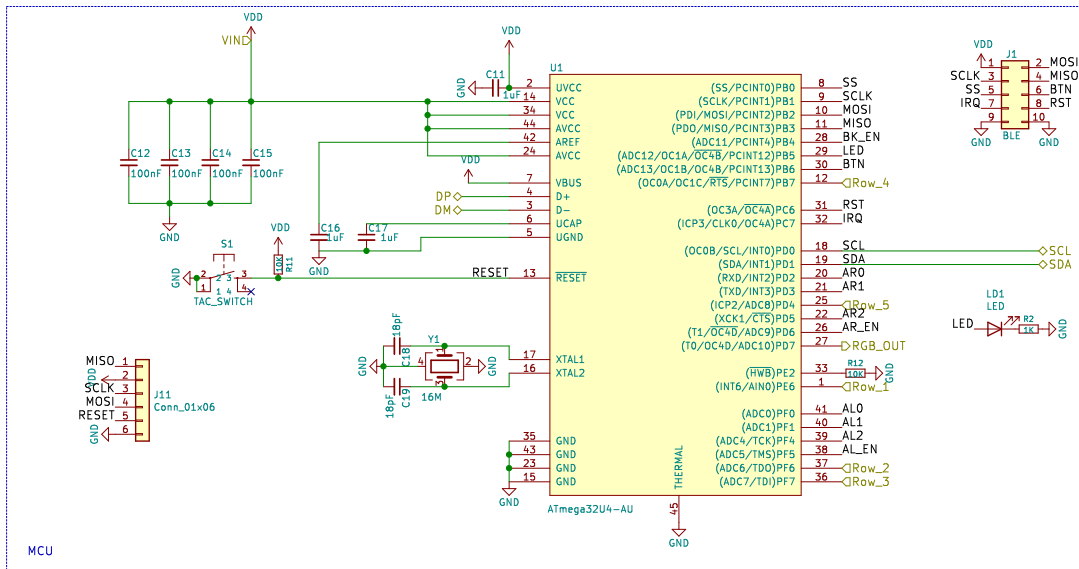 VDD
VIN
C12
100nF
C13
100nF
C14
100nF
C15
100nF
GND
VDD
GND
C11
1uF
VDD
DP
DM
C16
1uF
C17
1uF
GND
VDD
10K
R11
S1
GND
2
1
2 3
1 4
3
4
TAC_SWITCH
RESET
18pF
C18
Y1
1
GND
4
2
GND
3
18pF
C19
16M
MISO 1
VDD 2
SCLK 3
MOSI 4
RESET 5
GND 6
J11
Conn_01x06
U1
2 UVCC
14 VCC
34 VCC
44 AVCC
42 AREF
24 AVCC
7 VBUS
4 D+
3 D-
6 UCAP
5 UGND
13 RESET
17 XTAL1
16 XTAL2
35 GND
43 GND
23 GND
15 GND
GND
(SS/PCINT0)PB0 8 SS
(SCLK/PCINT1)PB1 9 SCLK
(PDI/MOSI/PCINT2)PB2 10 MOSI
(PDO/MISO/PCINT3)PB3 11 MISO
(ADC11/PCINT4)PB4 28 BK_EN
(ADC12/OC1A/OC4B/PCINT12)PB5 29 LED
(ADC13/OC1B/OC4B/PCINT13)PB6 30 BTN
(OC0A/OC1C/RTS/PCINT7)PB7 12 Row_4
(OC3A/OC4A)PC6 31 RST
(ICP3/CLK0/OC4A)PC7 32 IRQ
(OC0B/SCL/INT0)PD0 18 SCL SCL
(SDA/INT1)PD1 19 SDA SDA
(RXD/INT2)PD2 20 AR0
(TXD/INT3)PD3 21 AR1
(ICP2/ADC8)PD4 25 Row_5
(XCK1/CTS)PD5 22 AR2
(T1/OC4D/ADC9)PD6 26 AR_EN
(T0/OC4D/ADC10)PD7 27 RGB_OUT
(HWB)PE2 33 R12 10K GND
(INT6/AIN0)PE6 1 Row_1
(ADC0)PF0 41 AL0
(ADC1)PF1 40 AL1
(ADC4/TCK)PF4 39 AL2
(ADC5/TMS)PF5 38 AL_EN
(ADC6/TDO)PF6 37 Row_2
(ADC7/TDI)PF7 36 Row_3
THERMAL
45
GND
ATmega32U4-AU
VDD
J1
1 2 MOSI
SCLK 3 4 MISO
SS 5 6 BTN
IRQ 7 8 RST
9 10
GND
BLE
GND
LD1
LED
LED
R2
1K
GND
MCU